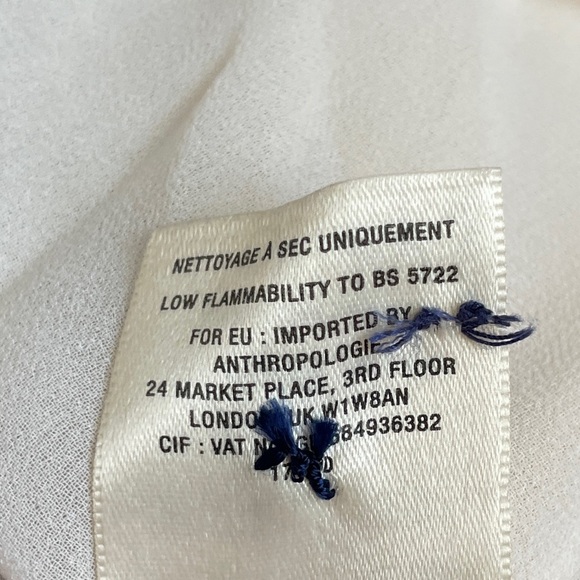 NETTOYAGE À SEC UNIQUEMENT
LOW FLAMMABILITY TO BS 5722
FOR EU : IMPORTED BY
ANTHROPOLOGIE
24 MARKET PLACE, 3RD FLOOR
LONDON UK W1W8AN
CIF : VAT